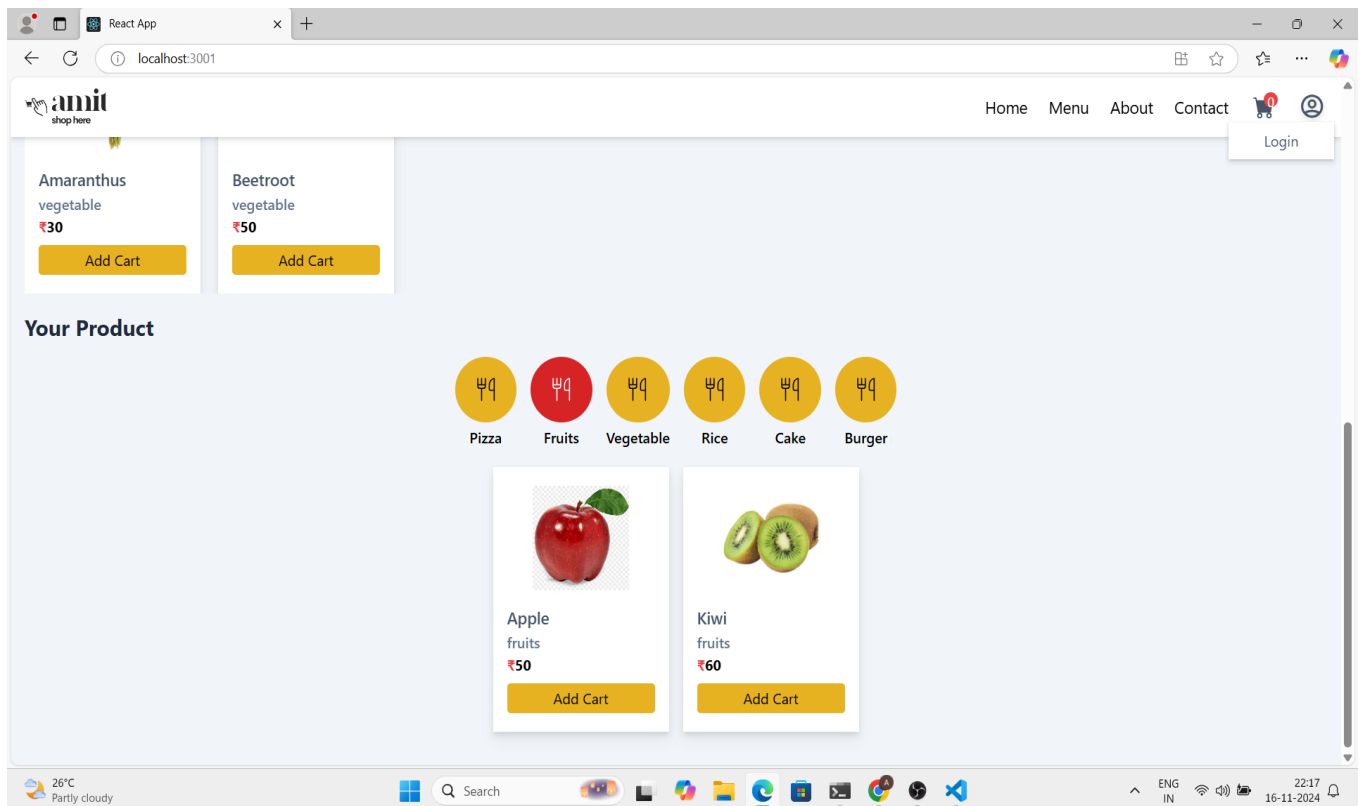 React App
localhost:3001
amit
shop here
Home Menu About Contact 0
Login
Amaranthus
vegetable
₹30
Add Cart
Beetroot
vegetable
₹50
Add Cart
Your Product
Pizza Fruits Vegetable Rice Cake Burger
Apple
fruits
₹50
Add Cart
Kiwi
fruits
₹60
Add Cart
26°C
Partly cloudy
Search
A
ENG
IN
22:17
16-11-2024